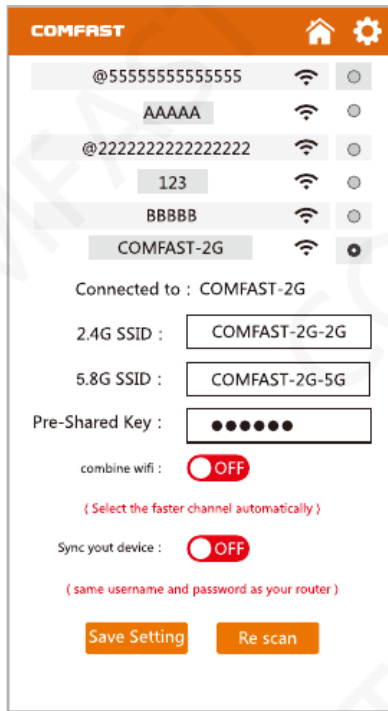 COMFAST
@55555555555555
AAAAA
@2222222222222222
123
BBBBB
COMFAST-2G
Connected to : COMFAST-2G
2.4G SSID : COMFAST-2G-2G
5.8G SSID : COMFAST-2G-5G
Pre-Shared Key : ●●●●●●
combine wifi : OFF
( Select the faster channel automatically )
Sync yout device : OFF
( same username and password as your router )
Save Setting Re scan